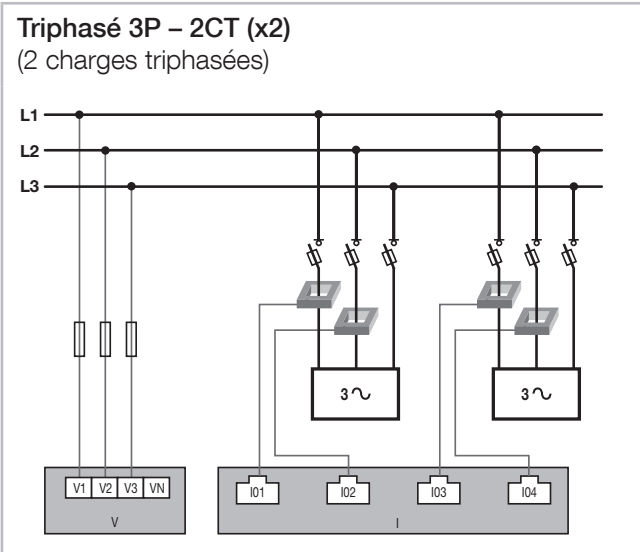 Triphasé 3P – 2CT (x2)
(2 charges triphasées)
L1
L2
L3
3 3
V1 V2 V3 VN
I01 I02 I03 I04
V I